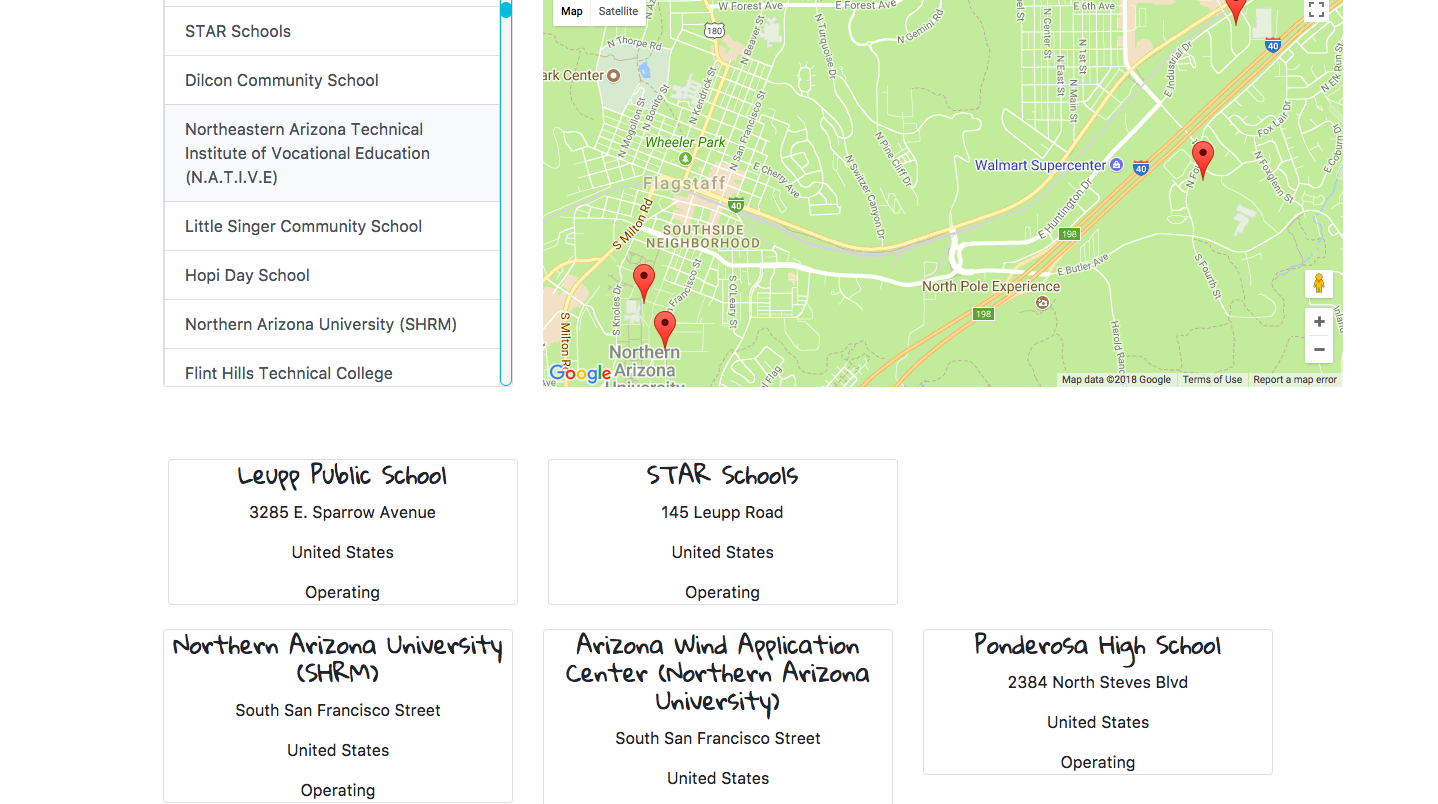 STAR Schools
Dilcon Community School
Northeastern Arizona Technical
Institute of Vocational Education
(N.A.T.I.V.E)
Little Singer Community School
Hopi Day School
Northern Arizona University (SHRM)
Flint Hills Technical College
Map
Satellite
W Forest Ave
E Forest Ave
E 6th Ave
180
N Thorpe Rd
N Beaver St
N Turquoise Dr
N Gemini Rd
N Center St
N 1st St
E Industrial Dr
40
ark Center
N Kendrick St
N Bonito St
N Mogollon St
N San Francisco St
E East St
N Main St
Wheeler Park
E Cherry Ave
N Pine Cliff Dr
N Switzer Canyon Dr
Walmart Supercenter
40
Fox Lair Dr
N Foxglenn St
Flagstaff
40
S Milton Rd
SOUTHSIDE
NEIGHBORHOOD
E Huntington Dr
198
E Butler Ave
S Fourth St
North Pole Experience
198
S Knoles Dr
Francisco St
S O'Leary St
S Milton Rd
Herold Ranc
Northern
Arizona
University
Google
Map data ©2018 Google
Terms of Use
Report a map error
Leupp Public School
3285 E. Sparrow Avenue
United States
Operating
STAR Schools
145 Leupp Road
United States
Operating
Northern Arizona University
(SHRM)
South San Francisco Street
United States
Operating
Arizona Wind Application
Center (Northern Arizona
University)
South San Francisco Street
United States
Ponderosa High School
2384 North Steves Blvd
United States
Operating